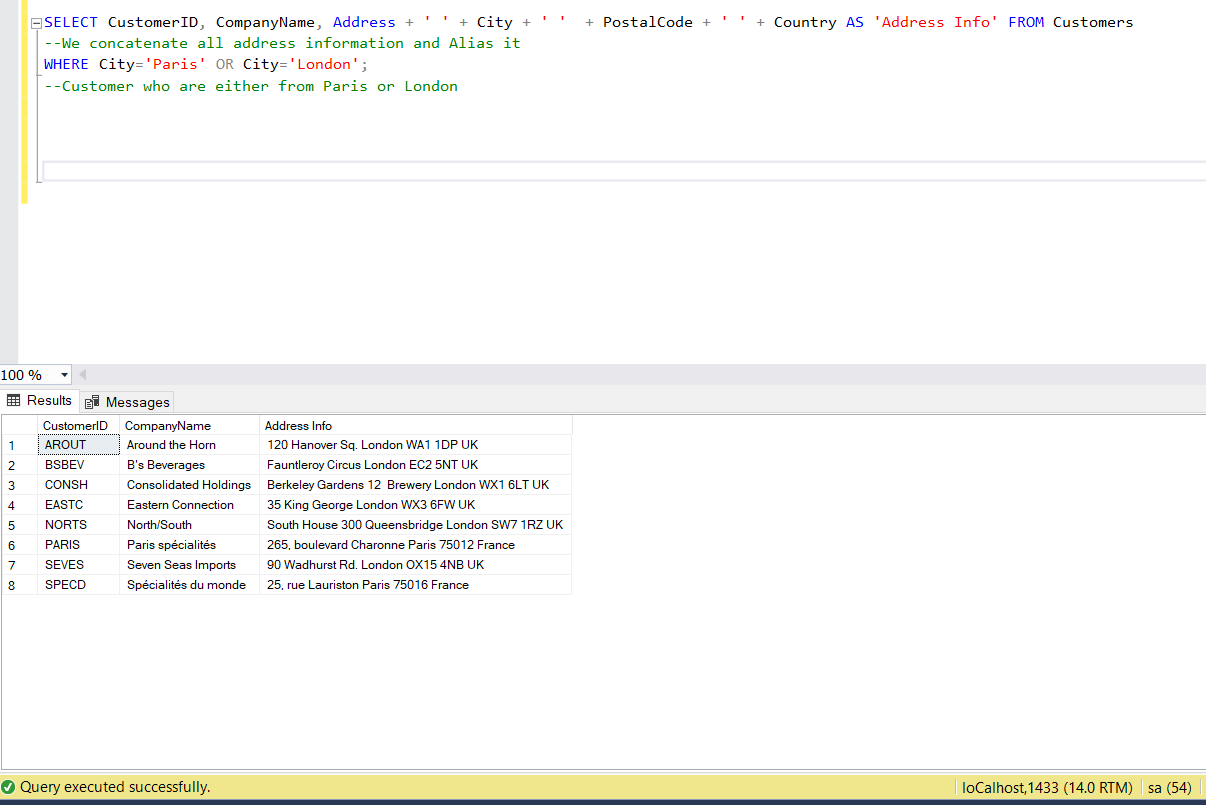 SELECT CustomerID, CompanyName, Address + ' ' + City + ' '  + PostalCode + ' ' + Country AS 'Address Info' FROM Customers
--We concatenate all address information and Alias it
WHERE City='Paris' OR City='London';
--Customer who are either from Paris or London
100 %
Results Messages
CustomerID CompanyName Address Info
1 AROUT Around the Horn 120 Hanover Sq. London WA1 1DP UK
2 BSBEV B's Beverages Fauntleroy Circus London EC2 5NT UK
3 CONSH Consolidated Holdings Berkeley Gardens 12  Brewery London WX1 6LT UK
4 EASTC Eastern Connection 35 King George London WX3 6FW UK
5 NORTS North/South South House 300 Queensbridge London SW7 1RZ UK
6 PARIS Paris spécialités 265, boulevard Charonne Paris 75012 France
7 SEVES Seven Seas Imports 90 Wadhurst Rd. London OX15 4NB UK
8 SPECD Spécialités du monde 25, rue Lauriston Paris 75016 France
Query executed successfully. loCalhost,1433 (14.0 RTM) sa (54)